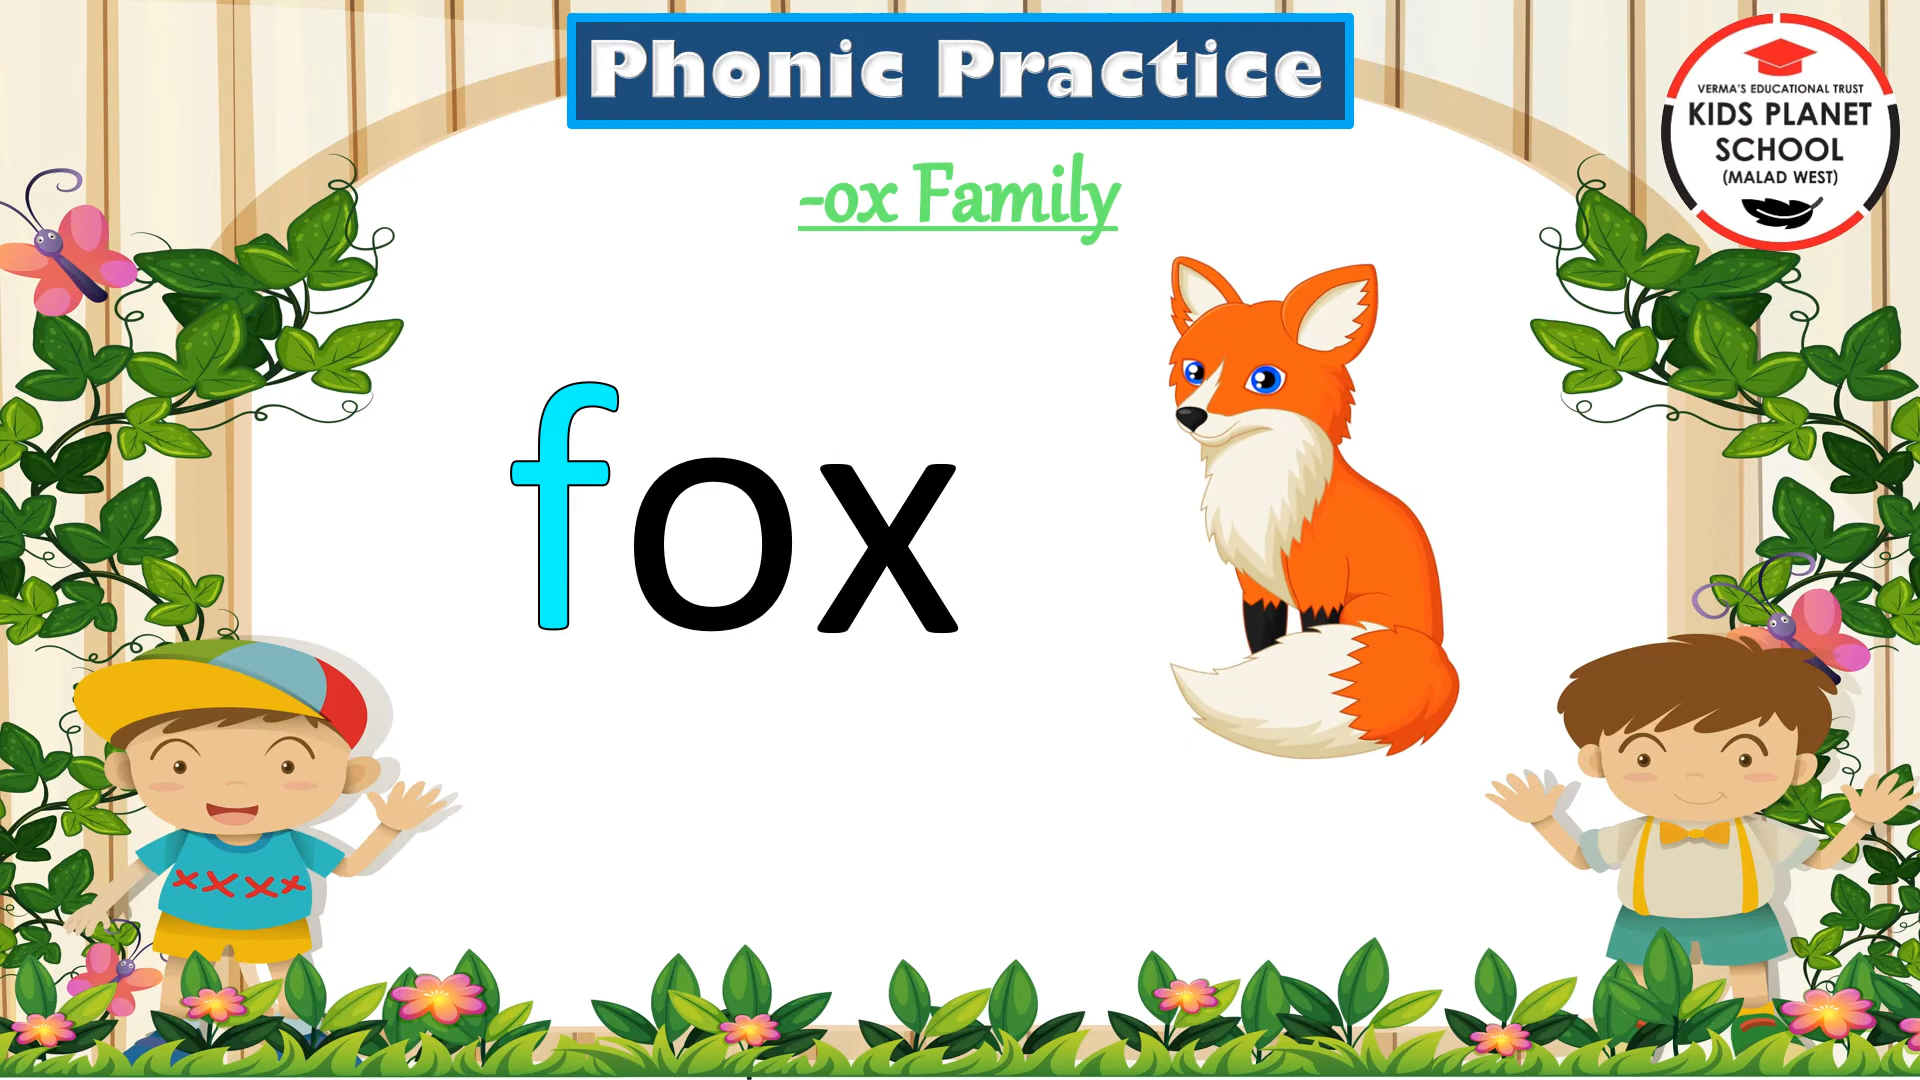 Phonic Practice
VERMA'S EDUCATIONAL TRUST
KIDS PLANET
SCHOOL
(MALAD WEST)
-ox Family
fox